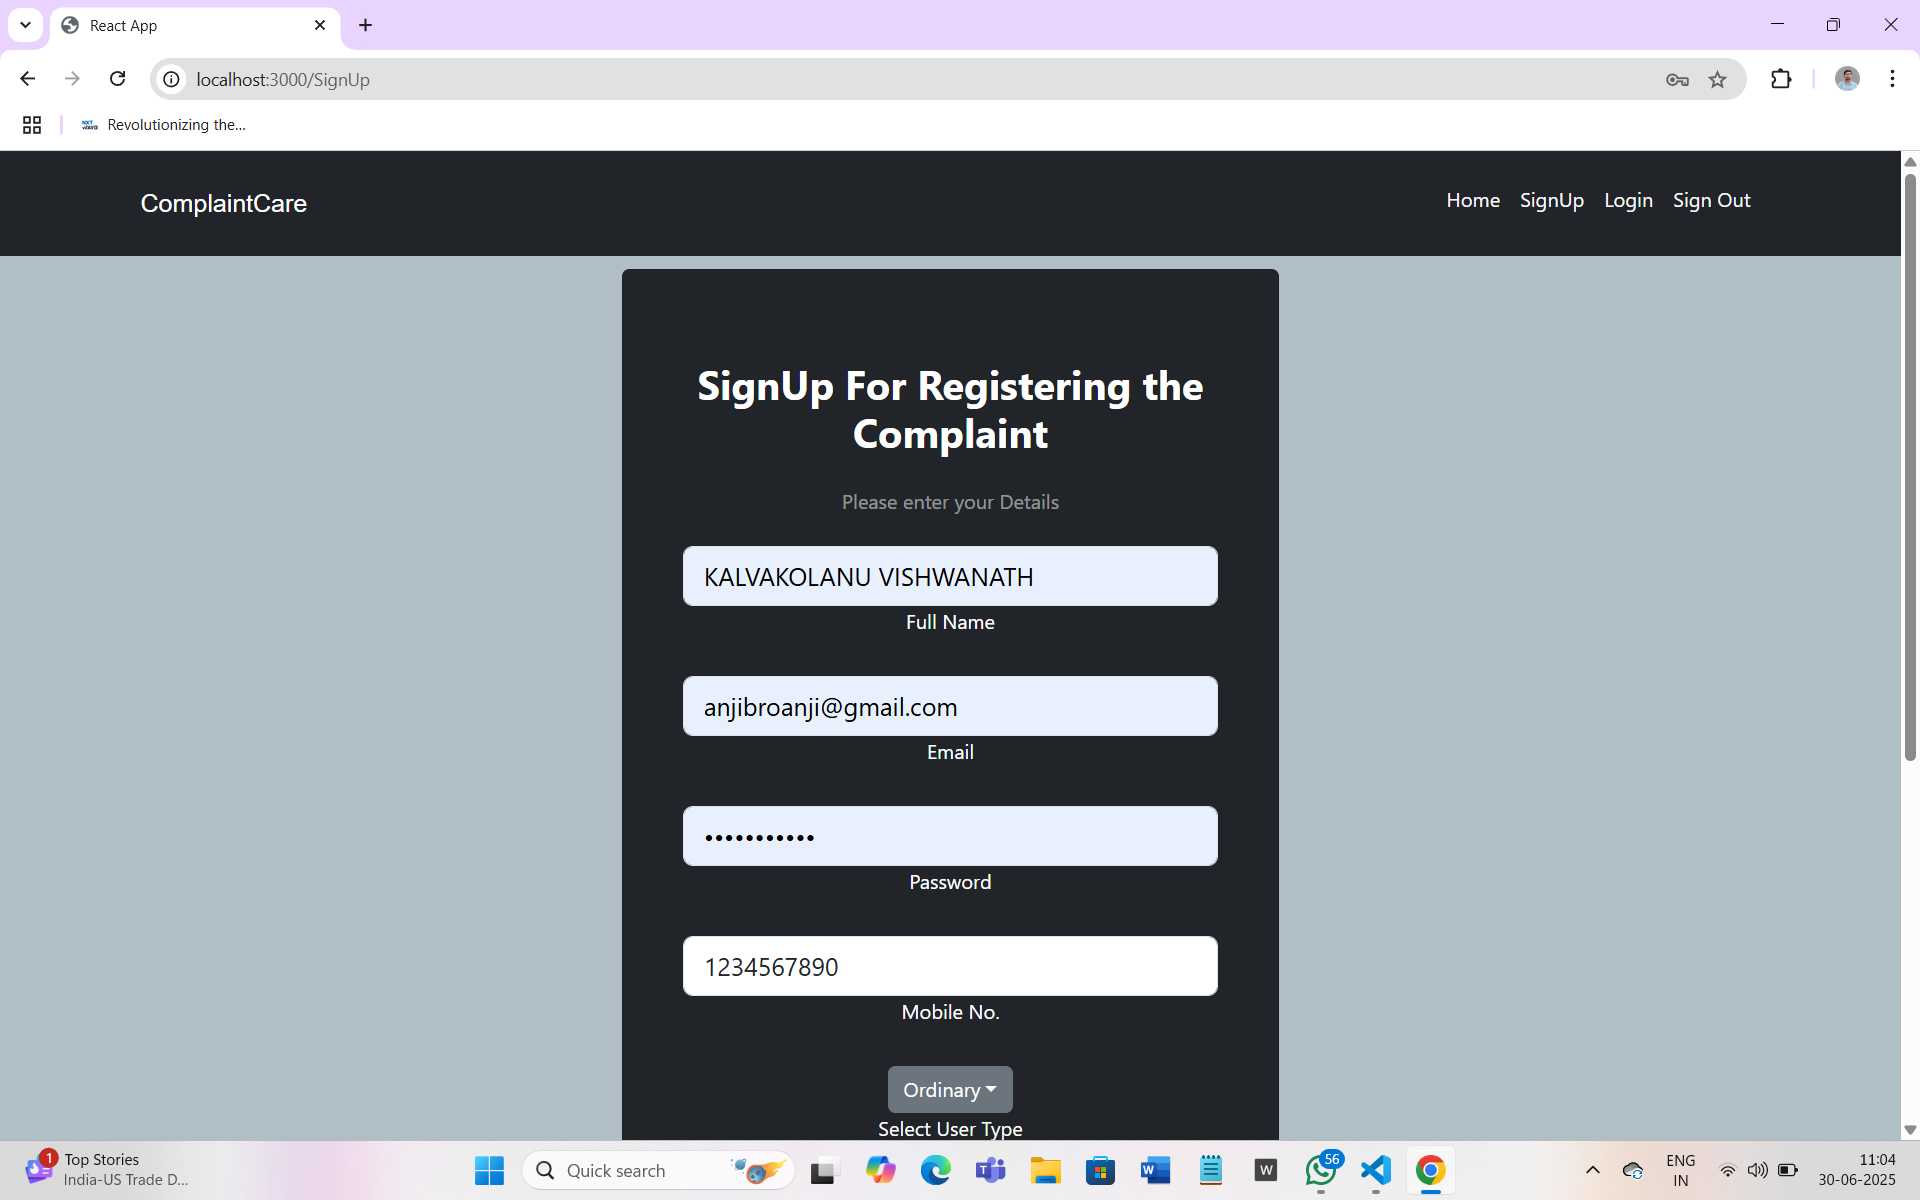 React App
localhost:3000/SignUp
Revolutionizing the...
ComplaintCare
Home SignUp Login Sign Out
SignUp For Registering the
Complaint
Please enter your Details
KALVAKOLANU VISHWANATH
Full Name
anjibroanji@gmail.com
Email
•••••••••••
Password
1234567890
Mobile No.
Ordinary
Select User Type
1
Top Stories
India-US Trade D...
Quick search
W
W
56
ENG
IN
11:04
30-06-2025